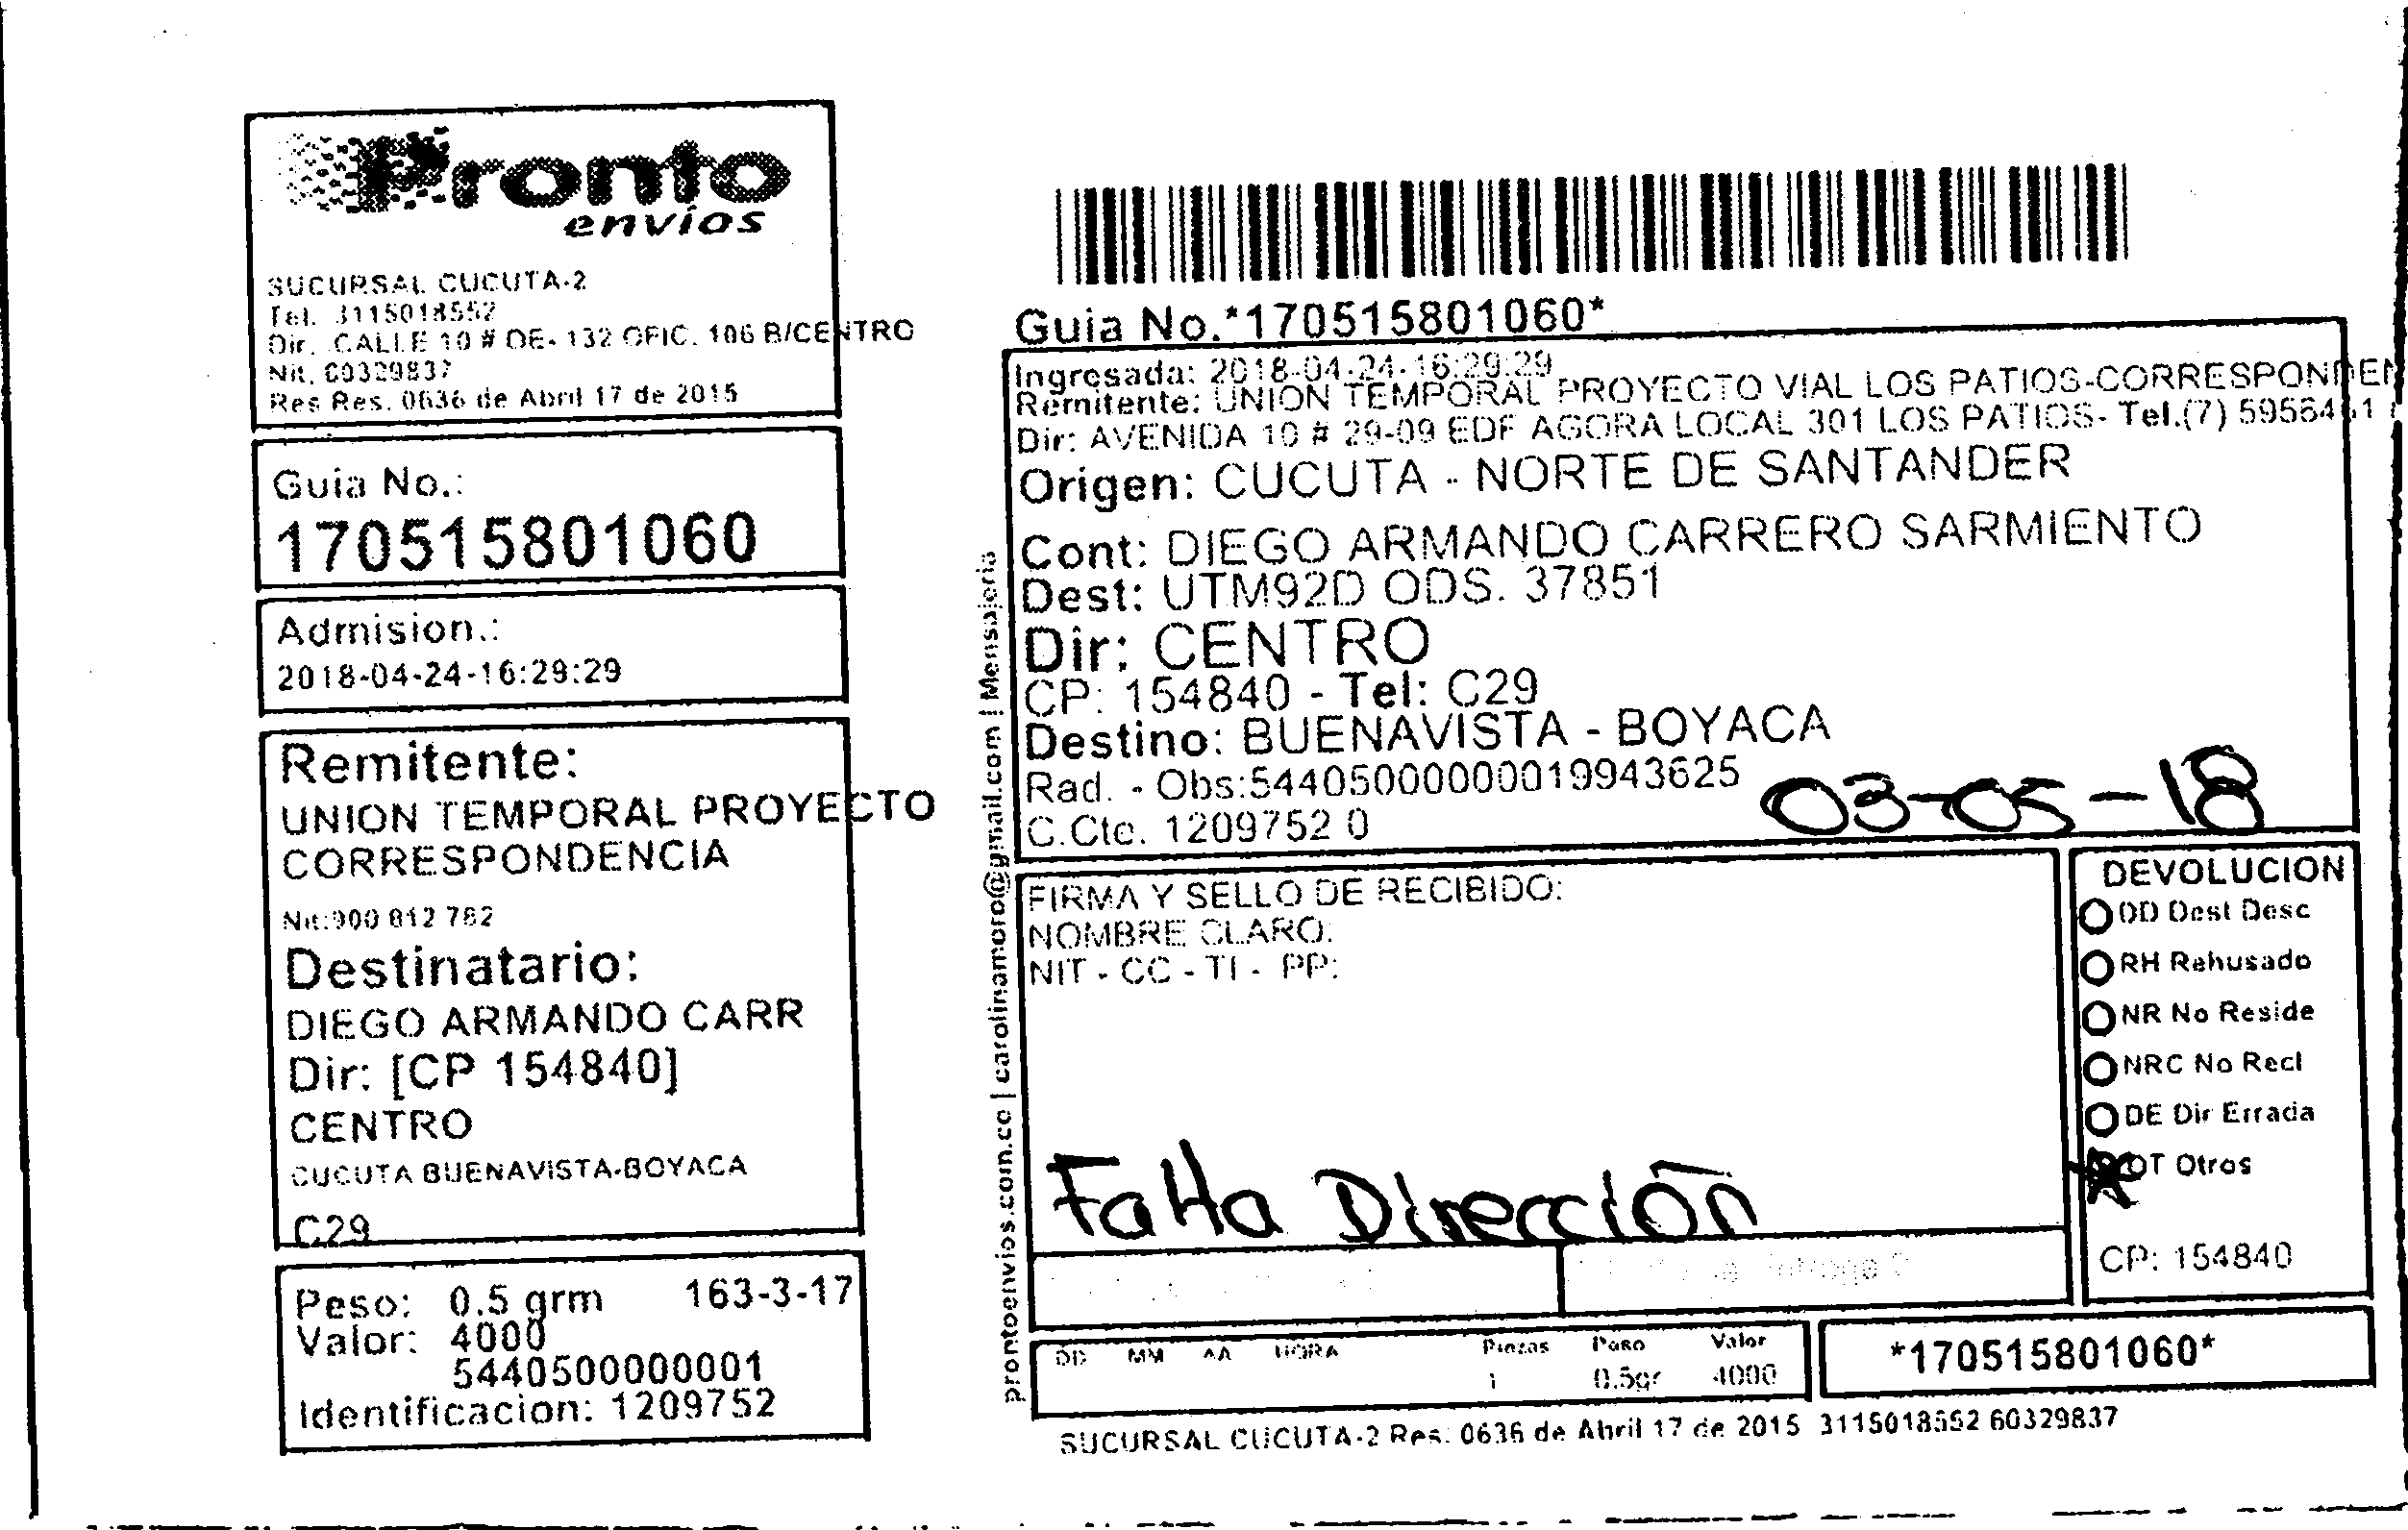 Pronto
envíos
SUCURSAL CUCUTA-2
Tel. 3115018552
Dir. CALLE 10 # OE- 132 OFIC. 106 B/CENTRO
Nit. 60329837
Res Res. 0636 de Abril 17 de 2015
Guia No.:
170515801060
Admision.:
2018-04-24-16:29:29
Remitente:
UNION TEMPORAL PROYECTO
CORRESPONDENCIA
Nit:900 812 782
Destinatario:
DIEGO ARMANDO CARR
Dir: [CP 154840]
CENTRO
CUCUTA BUENAVISTA-BOYACA
C29
Peso: 0.5 grm 163-3-17
Valor: 4000
5440500000001
Identificacion: 1209752
prontoenvios.com.co | carolinamoro@gmail.com | Mensajeria
Guia No.*170515801060*
Ingresada: 2018-04-24-16:29:29
Remitente: UNION TEMPORAL PROYECTO VIAL LOS PATIOS-CORRESPONDEN
Dir: AVENIDA 10 # 29-09 EDF AGORA LOCAL 301 LOS PATIOS- Tel.(7) 5956461
Origen: CUCUTA - NORTE DE SANTANDER
Cont: DIEGO ARMANDO CARRERO SARMIENTO
Dest: UTM92D ODS. 37851
Dir: CENTRO
CP: 154840 - Tel: C29
Destino: BUENAVISTA - BOYACA
Rad. - Obs:544050000000019943625
C.Cto. 1209752 0
03-05-18
FIRMA Y SELLO DE RECIBIDO:
NOMBRE CLARO:
NIT - CC - TI - PP:
Falta Dirección
DEVOLUCION
DD Dest Desc
RH Rehusado
NR No Reside
NRC No Recl
DE Dir Errada
OT Otros
CP: 154840
DD MM AA HORA Piezas Peso Valor
1 0.5gr 4000
*170515801060*
SUCURSAL CUCUTA-2 Res. 0636 de Abril 17 de 2015 3115018552 60329837